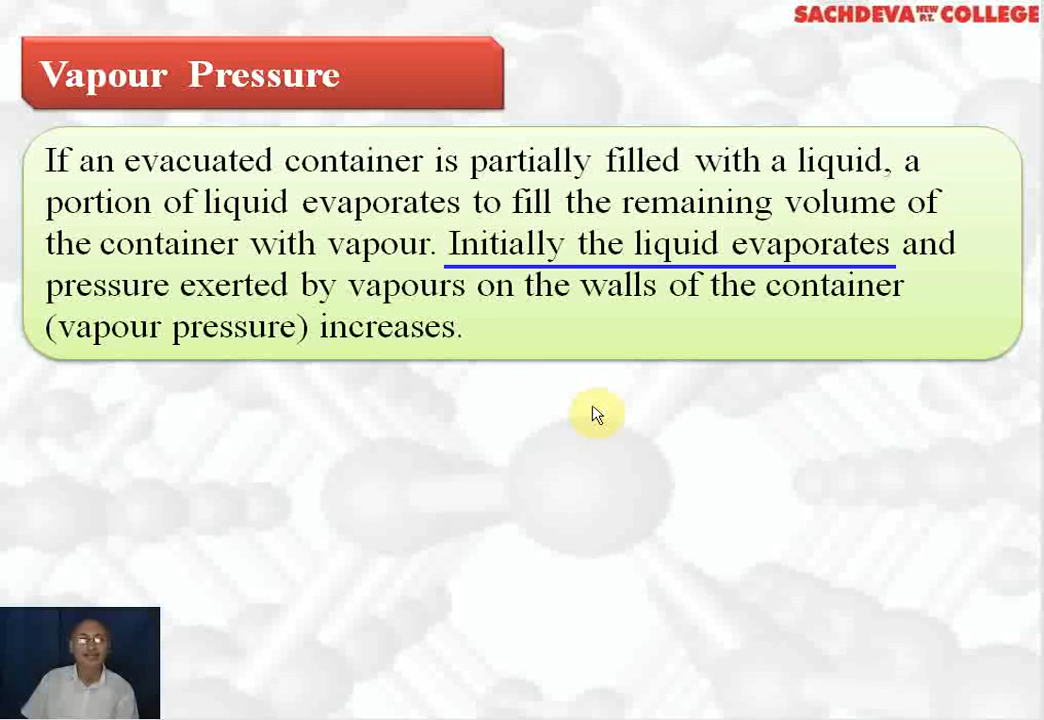 SACHDEVA NEW P.T. COLLEGE
Vapour Pressure
If an evacuated container is partially filled with a liquid, a
portion of liquid evaporates to fill the remaining volume of
the container with vapour. Initially the liquid evaporates and
pressure exerted by vapours on the walls of the container
(vapour pressure) increases.